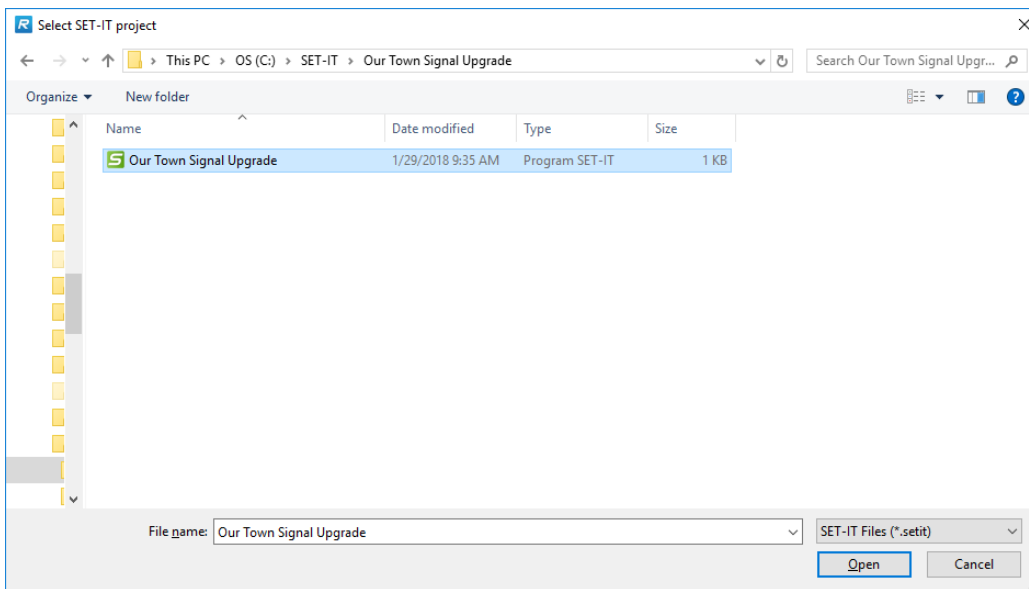 Select SET-IT project
This PC > OS (C:) > SET-IT > Our Town Signal Upgrade
Search Our Town Signal Upgr...
Organize
New folder
Name Date modified Type Size
Our Town Signal Upgrade 1/29/2018 9:35 AM Program SET-IT 1 KB
File name: Our Town Signal Upgrade
SET-IT Files (*.setit)
Open Cancel